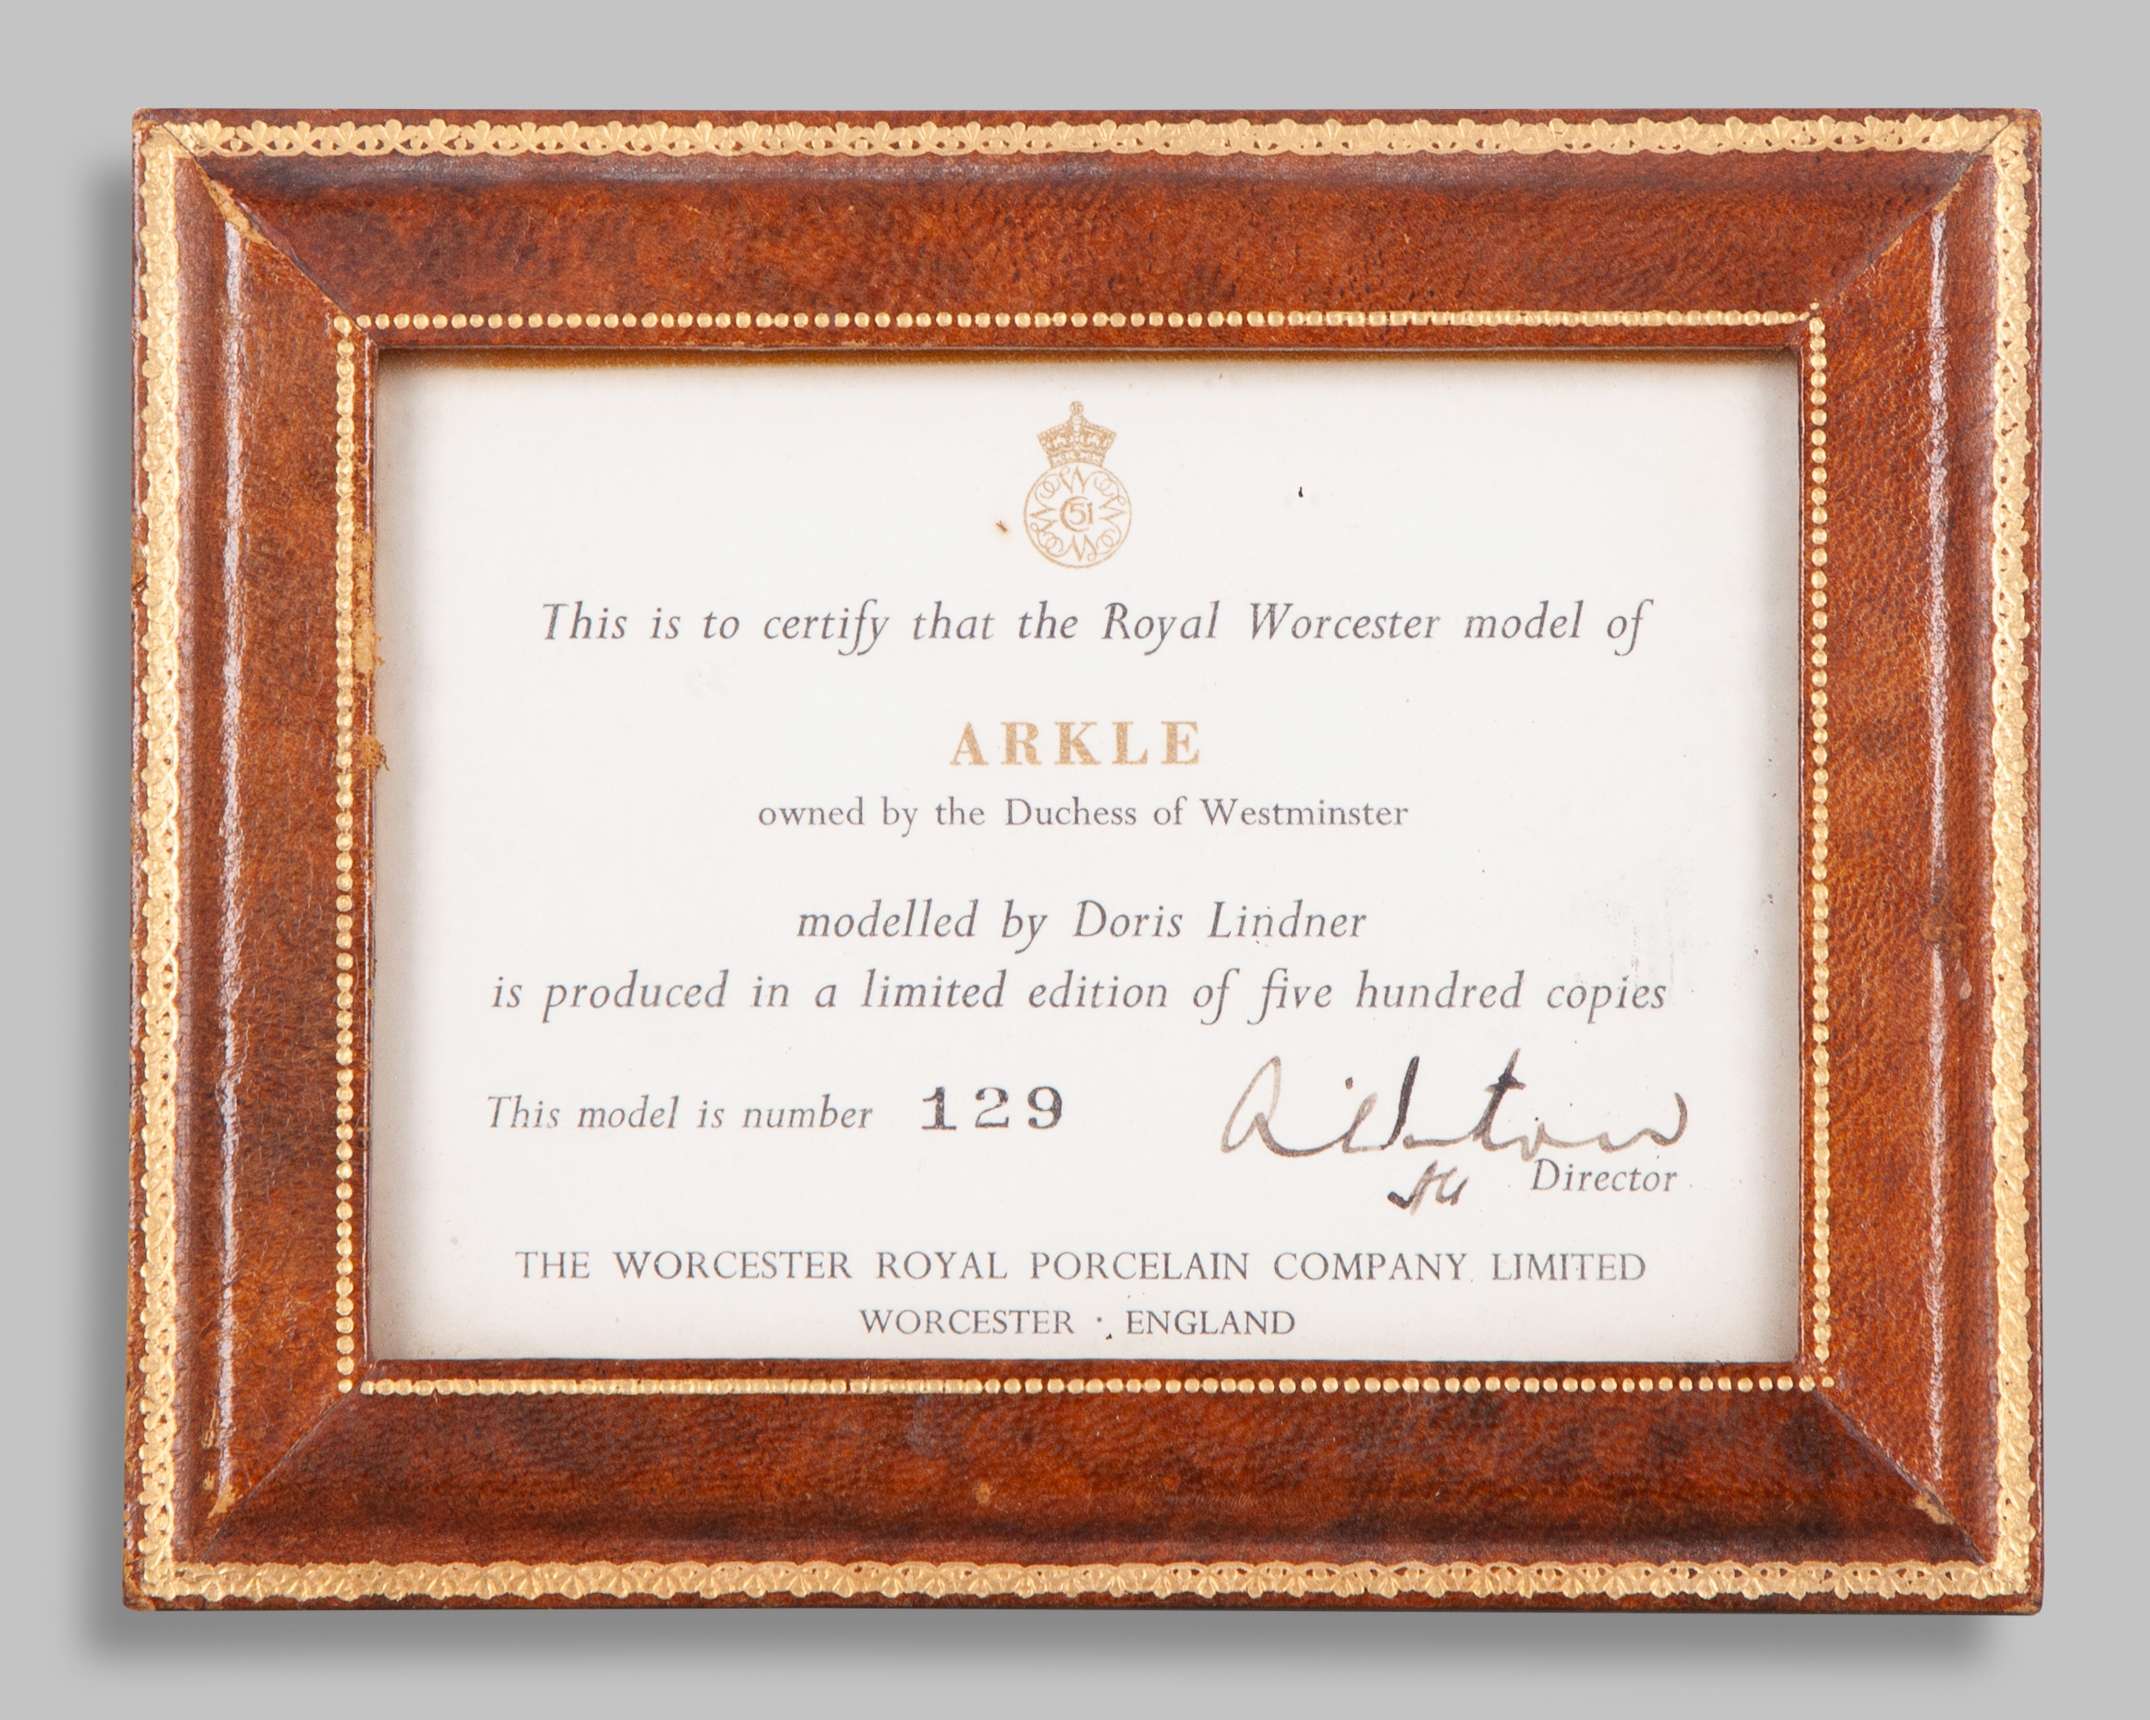 W W W W
C 51
This is to certify that the Royal Worcester model of
ARKLE
owned by the Duchess of Westminster
modelled by Doris Lindner
is produced in a limited edition of five hundred copies
This model is number 129
Director
THE WORCESTER ROYAL PORCELAIN COMPANY LIMITED
WORCESTER · ENGLAND